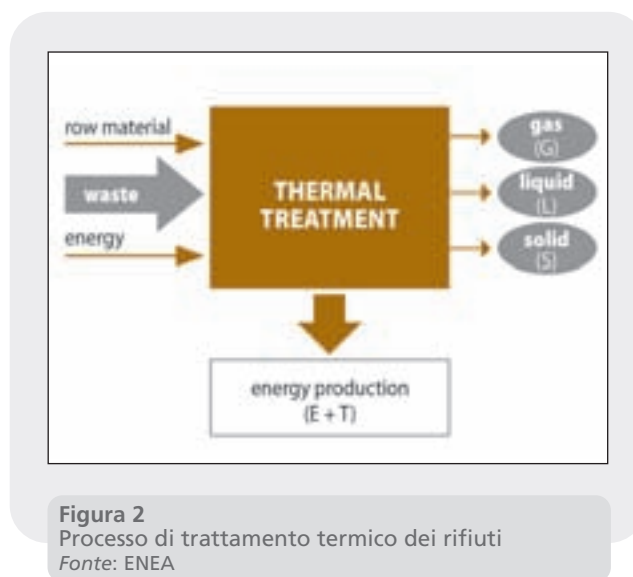 row material
waste
energy
THERMAL
TREATMENT
gas
(G)
liquid
(L)
solid
(S)
energy production
(E + T)
Figura 2
Processo di trattamento termico dei rifiuti
Fonte: ENEA